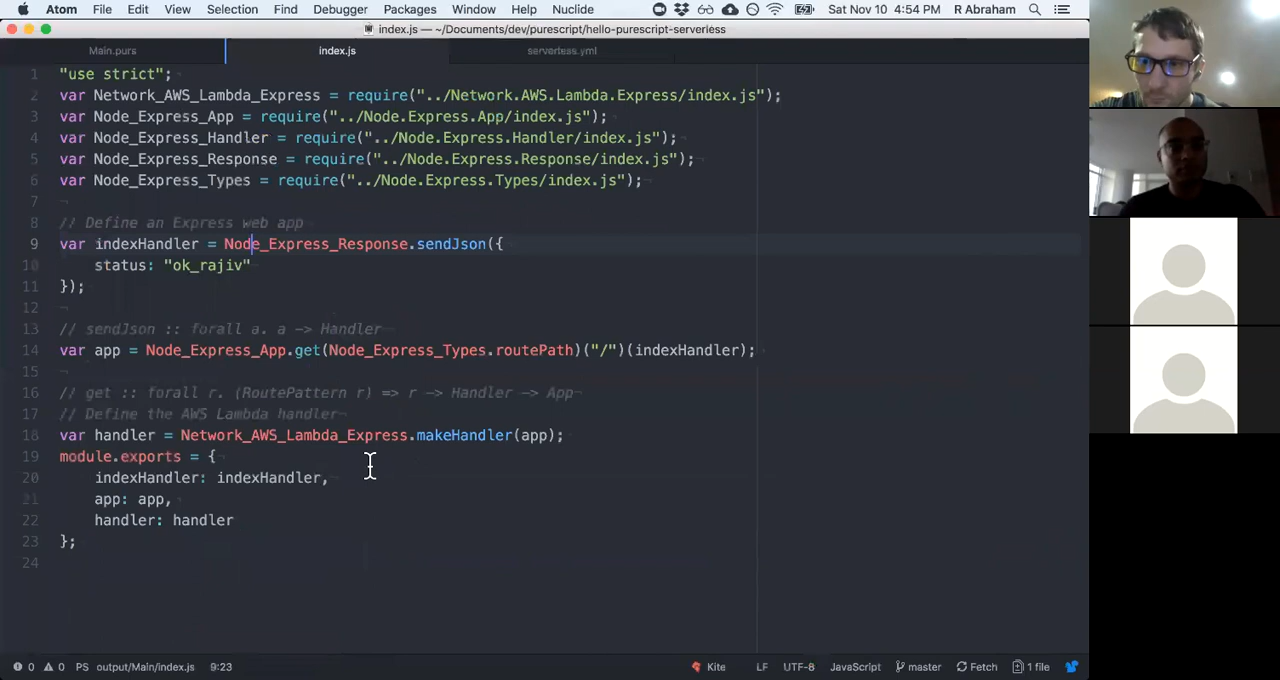 Atom File Edit View Selection Find Debugger Packages Window Help Nuclide Sat Nov 10 4:54 PM R Abraham
index.js — ~/Documents/dev/purescript/hello-purescript-serverless
Main.purs index.js serverless.yml
1 "use strict";
2 var Network_AWS_Lambda_Express = require("../Network.AWS.Lambda.Express/index.js");
3 var Node_Express_App = require("../Node.Express.App/index.js");
4 var Node_Express_Handler = require("../Node.Express.Handler/index.js");
5 var Node_Express_Response = require("../Node.Express.Response/index.js");
6 var Node_Express_Types = require("../Node.Express.Types/index.js");
7
8 // Define an Express web app
9 var indexHandler = Node_Express_Response.sendJson({
10 status: "ok_rajiv"
11 });
12
13 // sendJson :: forall a. a -> Handler
14 var app = Node_Express_App.get(Node_Express_Types.routePath)("/")(indexHandler);
15
16 // get :: forall r. (RoutePattern r) => r -> Handler -> App
17 // Define the AWS Lambda handler
18 var handler = Network_AWS_Lambda_Express.makeHandler(app);
19 module.exports = {
20 indexHandler: indexHandler,
21 app: app,
22 handler: handler
23 };
24
0 0 PS output/Main/index.js 9:23 Kite LF UTF-8 JavaScript master Fetch 1 file